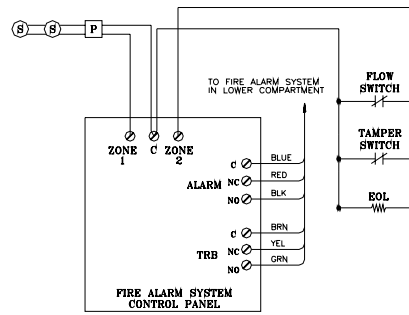 S S P
TO FIRE ALARM SYSTEM
IN LOWER COMPARTMENT
FLOW
SWITCH
TAMPER
SWITCH
EOL
ZONE
1
C
ZONE
2
ALARM
C BLUE
NC RED
NO BLK
TRB
C BRN
NC YEL
NO GRN
FIRE ALARM SYSTEM
CONTROL PANEL